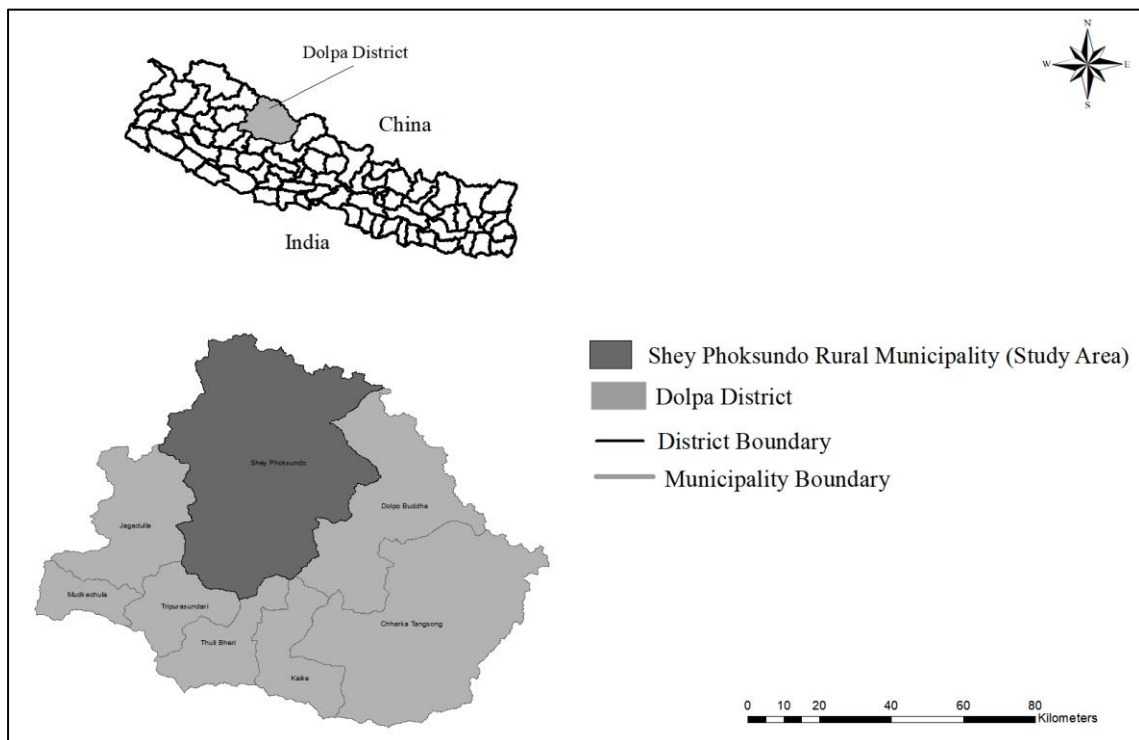 Dolpa District
China
India
N
W
E
S
Shey Phoksundo Rural Municipality (Study Area)
Dolpa District
District Boundary
Municipality Boundary
Shey Phoksundo
Dolpo Buddha
Jagadulla
Mudkechula
Tripurasundari
Chharka Tangsong
Thuli Bheri
Kaike
0 10 20 40 60 80
Kilometers